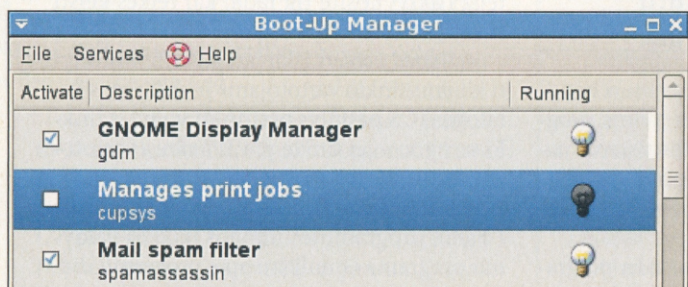 Boot-Up Manager
File Services Help
Activate Description Running
GNOME Display Manager
gdm
Manages print jobs
cupsys
Mail spam filter
spamassassin